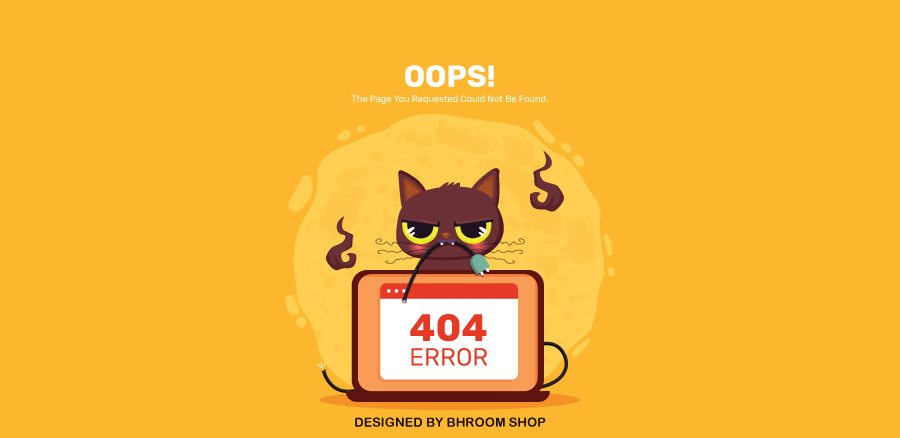 OOPS!
The Page You Requested Could Not Be Found.
404
ERROR
DESIGNED BY BHROOM SHOP